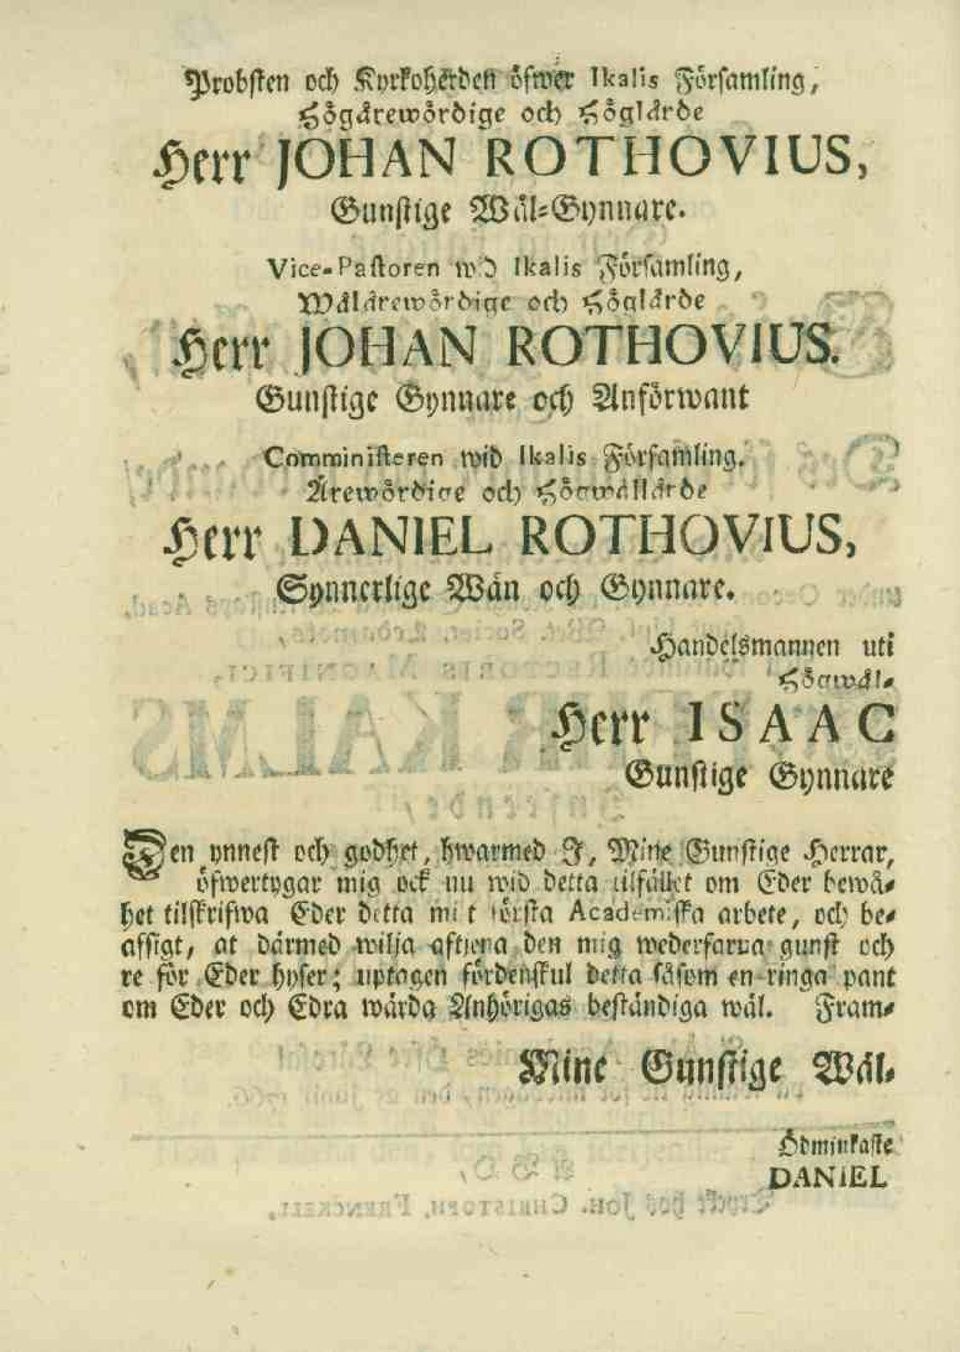 Probsten och Kyrkoherden öfwer Ikalis Församling,
Högärewördige och Höglärde
Herr JOHAN ROTHOVIUS,
Gunstige Wäl-Gynnare.
Vice-Pastoren wid Ikalis Församling,
Wälärewördige och Höglärde
Herr JOHAN ROTHOVIUS.
Gunstige Gynnare och Anförwant
Comministeren wid Ikalis Församling.
Ärewördige och Högwällärde
Herr DANIEL ROTHOVIUS,
Synnerlige Wän och Gynnare.
Handelsmannen uti
Högwäl-
Herr ISAAC
Gunstige Gynnare
Den ynnest och godhet, hwarmed I, Mine Gunstige Herrar,
öfwertygar mig ock nu wid detta tilfället om Eder bewå-
het tilskrifwa Eder detta mitt första Academiska arbete, och be-
affigt, at därmed wilja aftjena den mig wederfarna gunst och
re för Eder hyser; uptagen fördenskul detta såsom en ringa pant
om Eder och Edra wärda Anhörigas beständiga wäl. Fram-
Mine Gunstige Wäl-
Ödmjukaste
DANIEL